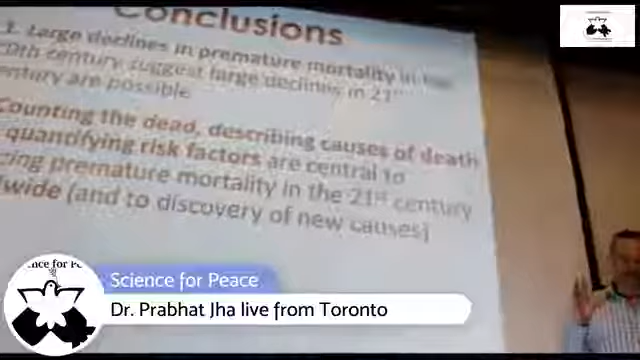 Conclusions
1. Large declines in premature mortality in the
20th century suggest large declines in 21st
century are possible
Counting the dead, describing causes of death
quantifying risk factors are central to
premature mortality in the 21st century
(and to discovery of new causes)
Science for Peace
Dr. Prabhat Jha live from Toronto